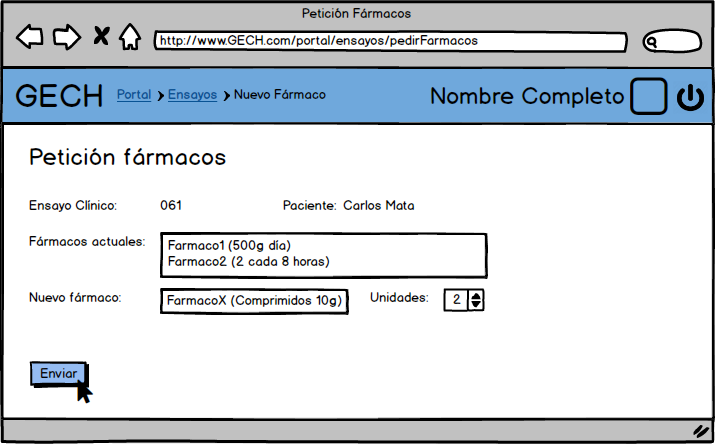 Petición Fármacos
http://www.GECH.com/portal/ensayos/pedirFarmacos
GECH Portal Ensayos Nuevo Fármaco Nombre Completo
Petición fármacos
Ensayo Clínico: 061 Paciente: Carlos Mata
Fármacos actuales: Farmaco1 (500g día)
Farmaco2 (2 cada 8 horas)
Nuevo fármaco: FarmacoX (Comprimidos 10g) Unidades: 2
Enviar